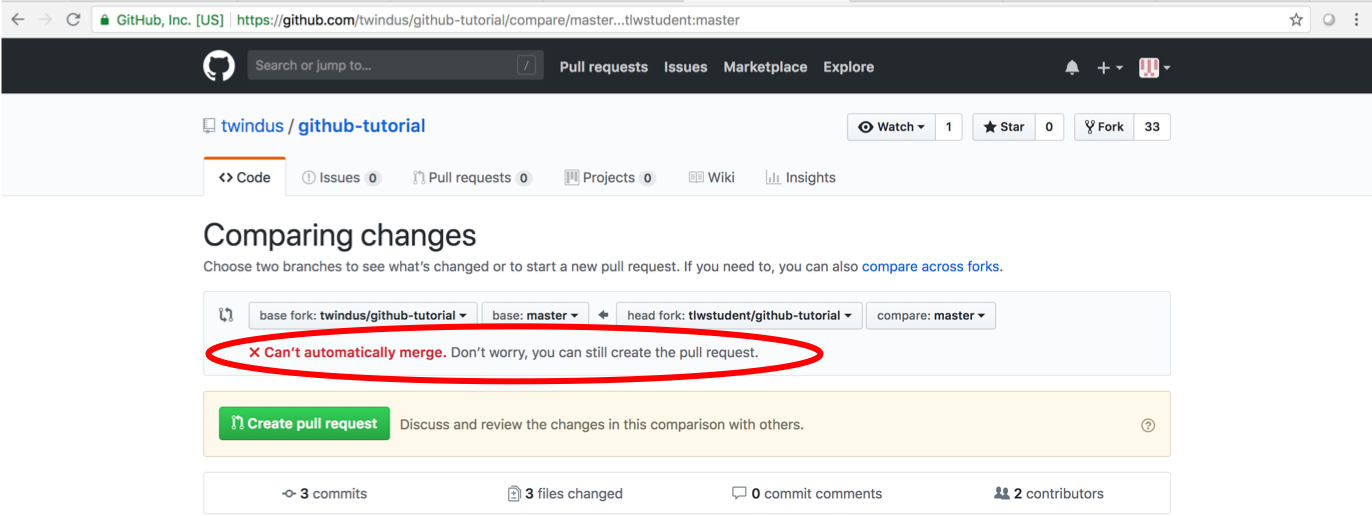 GitHub, Inc. [US] https://github.com/twindus/github-tutorial/compare/master...tlwstudent:master
Search or jump to... / Pull requests Issues Marketplace Explore
twindus / github-tutorial Watch 1 Star 0 Fork 33
<> Code Issues 0 Pull requests 0 Projects 0 Wiki Insights
Comparing changes
Choose two branches to see what's changed or to start a new pull request. If you need to, you can also compare across forks.
base fork: twindus/github-tutorial base: master head fork: tlwstudent/github-tutorial compare: master
Can't automatically merge. Don't worry, you can still create the pull request.
Create pull request Discuss and review the changes in this comparison with others.
3 commits 3 files changed 0 commit comments 2 contributors